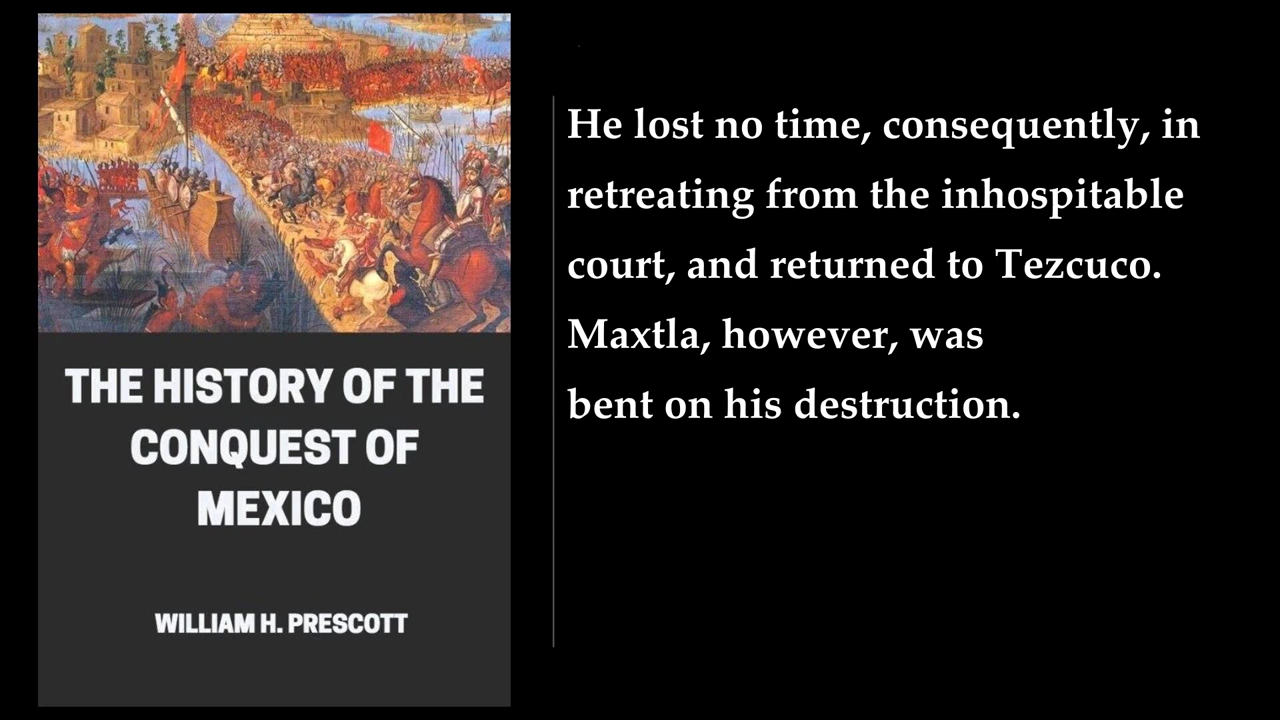 THE HISTORY OF THE
CONQUEST OF
MEXICO
WILLIAM H. PRESCOTT
He lost no time, consequently, in
retreating from the inhospitable
court, and returned to Tezcuco.
Maxtla, however, was
bent on his destruction.